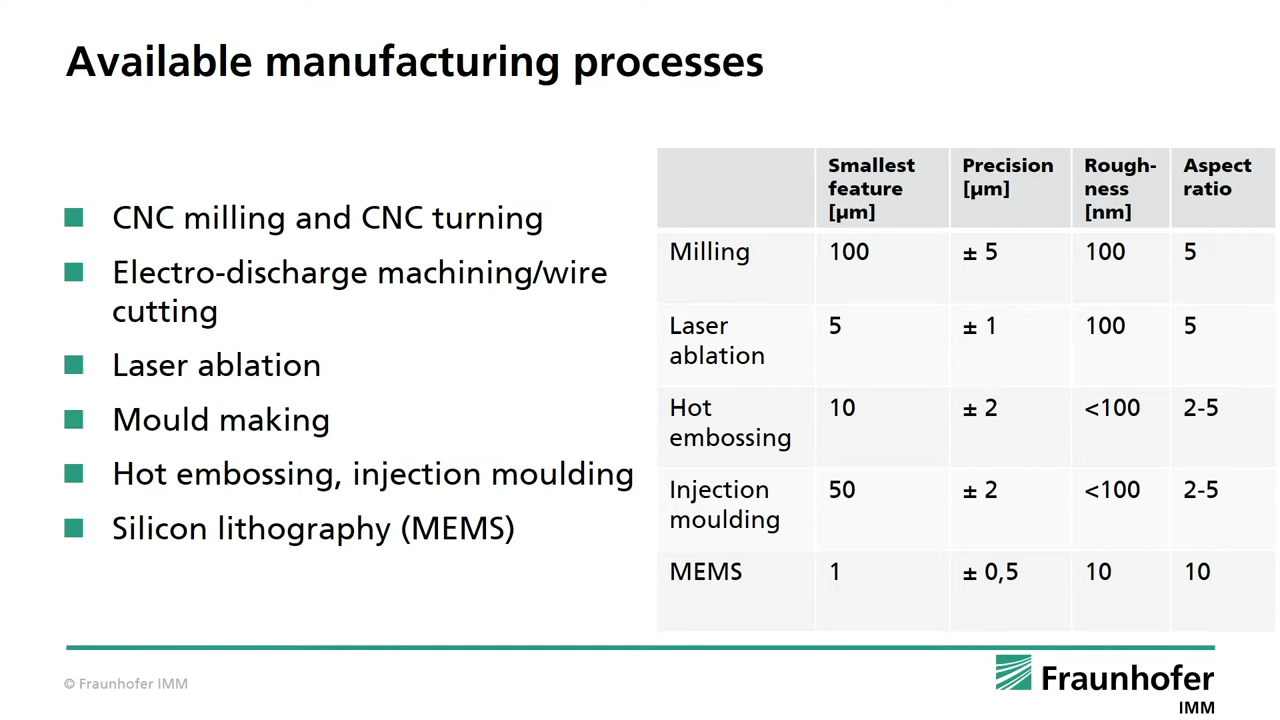 Available manufacturing processes
CNC milling and CNC turning
Electro-discharge machining/wire
cutting
Laser ablation
Mould making
Hot embossing, injection moulding
Silicon lithography (MEMS)
Smallest feature [µm] Precision [µm] Rough-ness [nm] Aspect ratio
Milling 100 ± 5 100 5
Laser ablation 5 ± 1 100 5
Hot embossing 10 ± 2 <100 2-5
Injection moulding 50 ± 2 <100 2-5
MEMS 1 ± 0,5 10 10
© Fraunhofer IMM
Fraunhofer
IMM